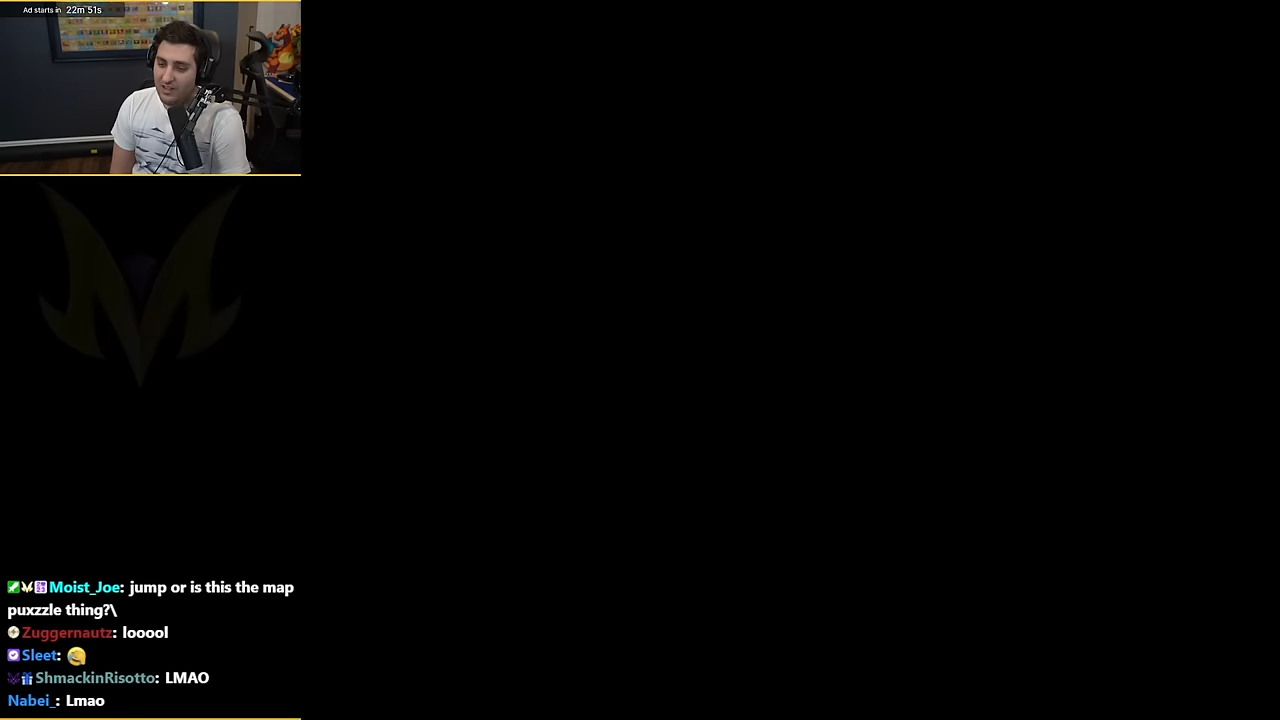 Ad starts in 22m 51s
Moist_Joe: jump or is this the map
puxzzle thing?\
Zuggernautz: looool
Sleet:
ShmackinRisotto: LMAO
Nabei_: Lmao